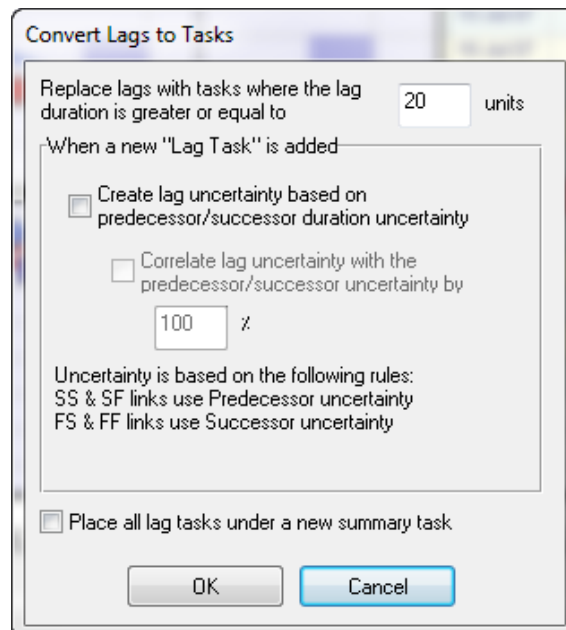 Convert Lags to Tasks
Replace lags with tasks where the lag
duration is greater or equal to
20 units
When a new "Lag Task" is added
Create lag uncertainty based on
predecessor/successor duration uncertainty
Correlate lag uncertainty with the
predecessor/successor uncertainty by
100 %
Uncertainty is based on the following rules:
SS & SF links use Predecessor uncertainty
FS & FF links use Successor uncertainty
Place all lag tasks under a new summary task
OK Cancel